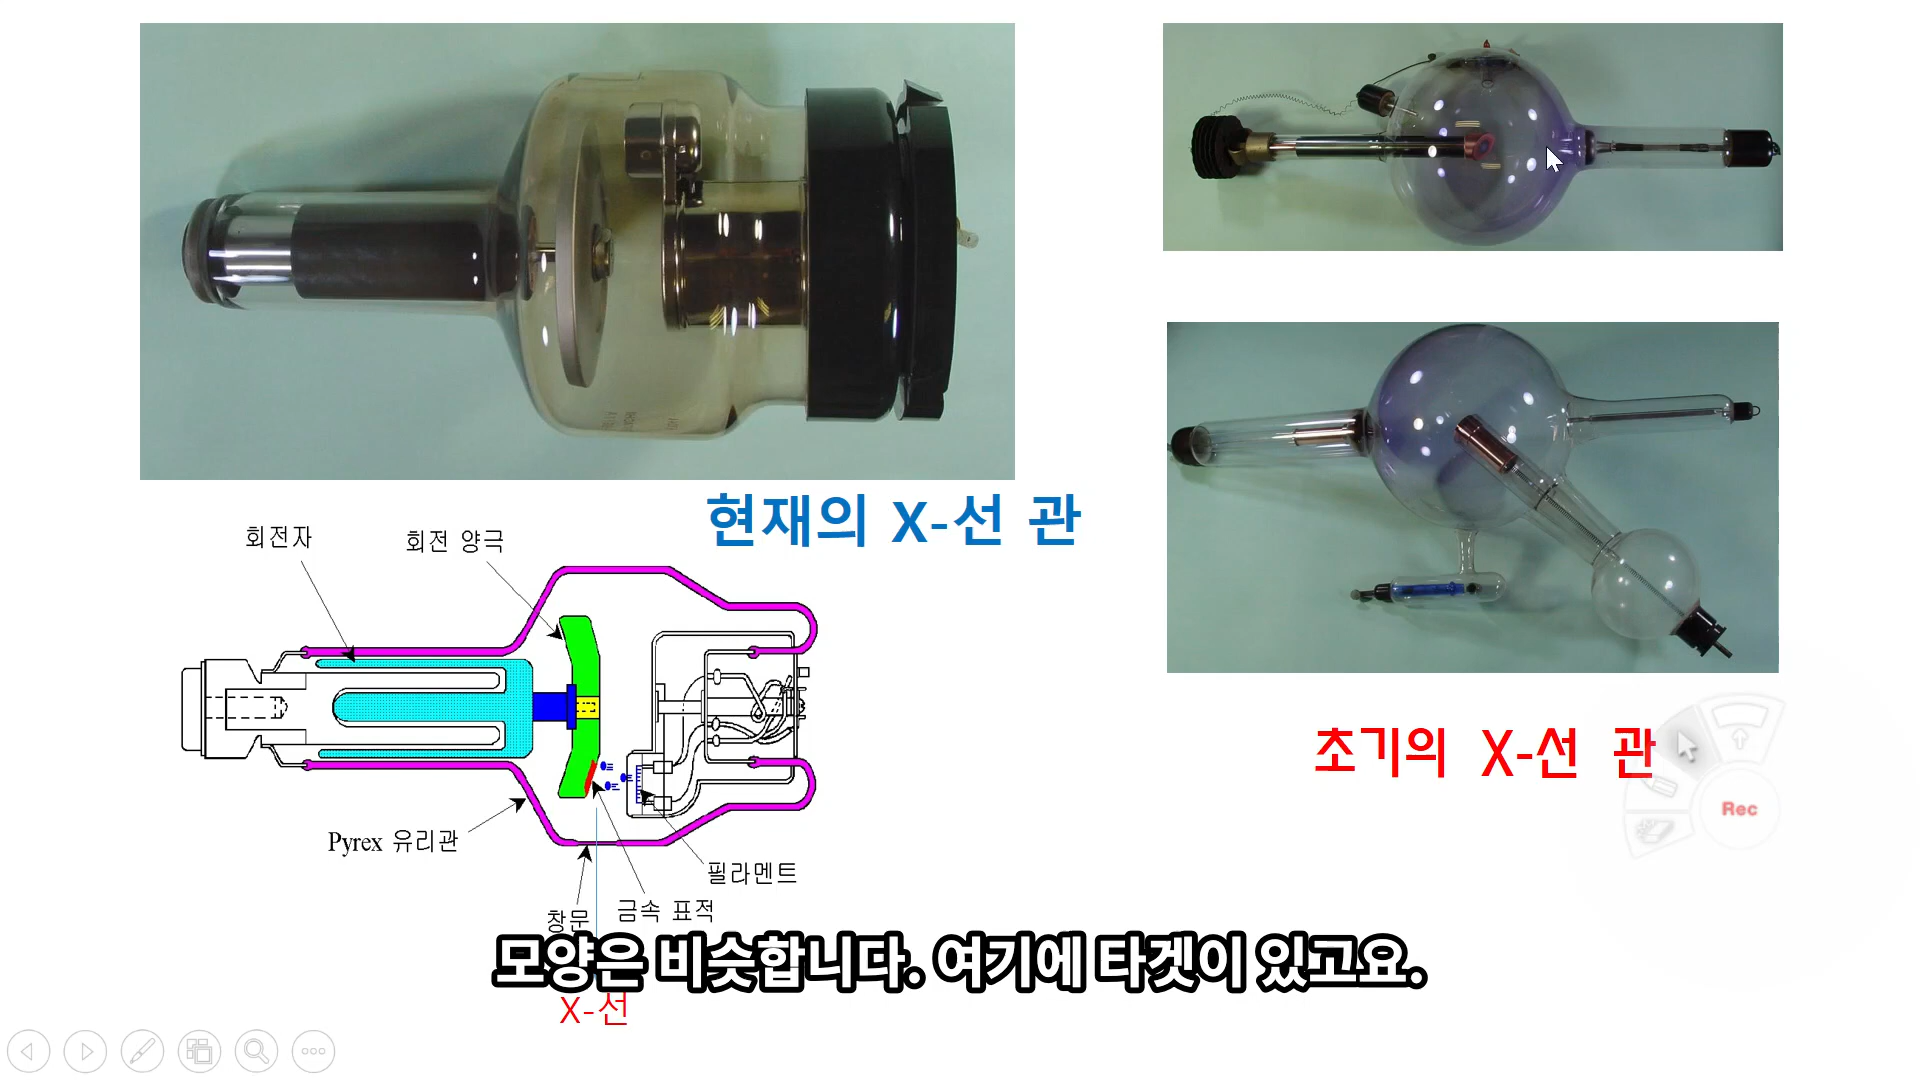 현재의 X-선 관
회전자
회전 양극
Pyrex 유리관
필라멘트
금속 표적
창문
X-선
초기의 X-선 관
Rec
모양은 비슷합니다. 여기에 타겟이 있고요.